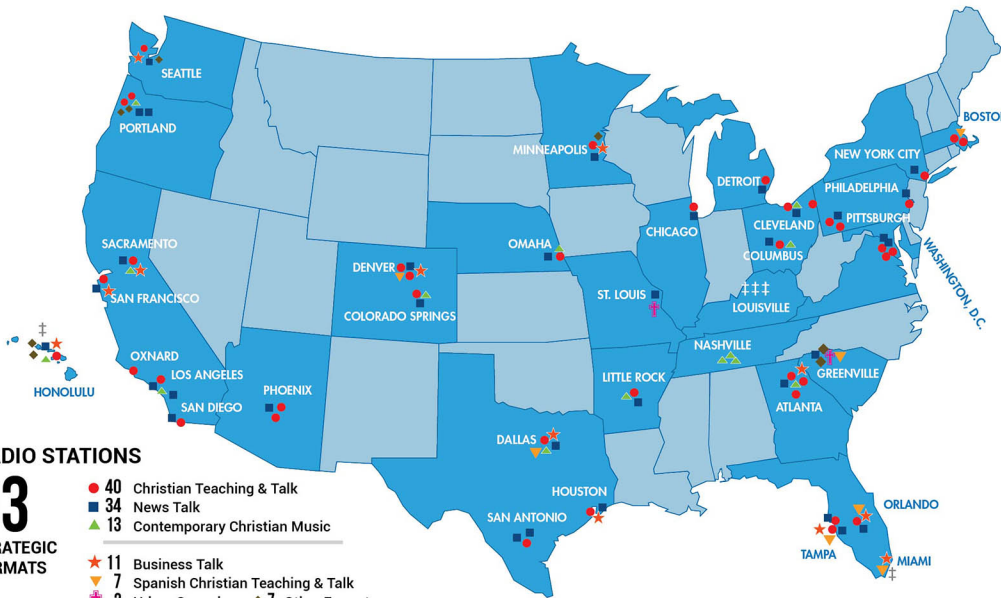 SEATTLE
PORTLAND
MINNEAPOLIS
BOSTO
NEW YORK CITY
DETROIT
PHILADELPHIA
PITTSBURGH
CLEVELAND
CHICAGO
COLUMBUS
WASHINGTON, D.C.
SACRAMENTO
OMAHA
DENVER
SAN FRANCISCO
ST. LOUIS
LOUISVILLE
COLORADO SPRINGS
NASHVILLE
OXNARD
LOS ANGELES
GREENVILLE
LITTLE ROCK
HONOLULU
PHOENIX
SAN DIEGO
ATLANTA
DALLAS
HOUSTON
ORLANDO
SAN ANTONIO
TAMPA
MIAMI
DIO STATIONS
3
RATEGIC
RMATS
40 Christian Teaching & Talk
34 News Talk
13 Contemporary Christian Music
11 Business Talk
7 Spanish Christian Teaching & Talk